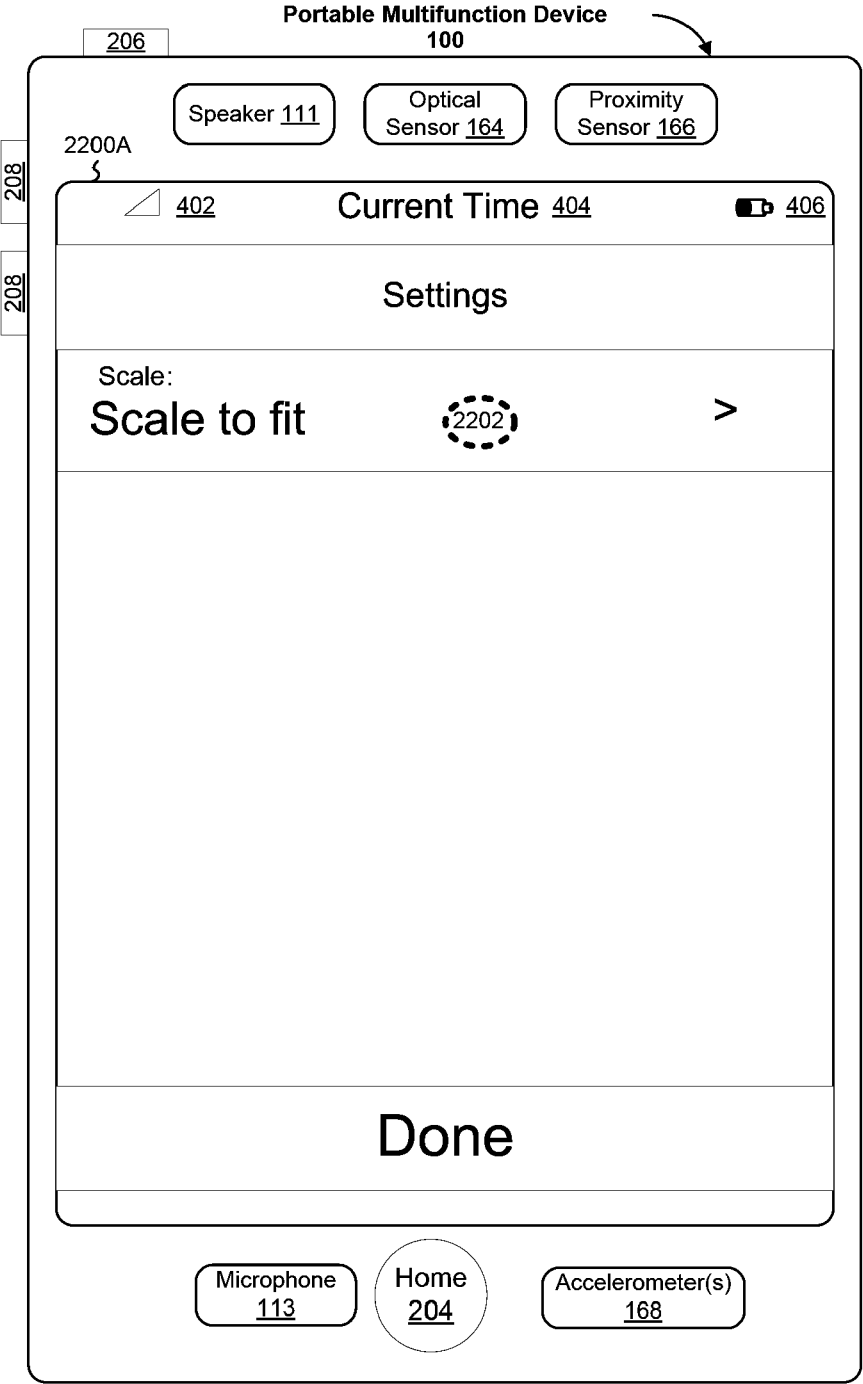 Portable Multifunction Device
100
206
Speaker 111
Optical
Sensor 164
Proximity
Sensor 166
2200A
208
208
402
Current Time 404
406
Settings
Scale:
Scale to fit
2202
>
Done
Microphone
113
Home
204
Accelerometer(s)
168